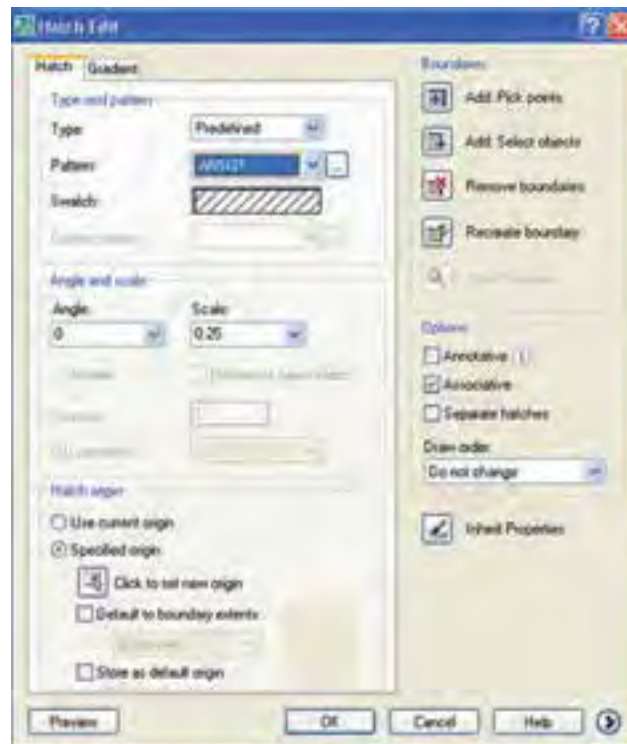 Hatch Edit
Hatch Gradient
Type and pattern
Type: Predefined
Pattern: ...
Swatch:
Angle and scale
Angle: Scale:
0 0.25
Hatch origin
Use current origin
Specified origin
Click to set new origin
Default to boundary extents
Store as default origin
Boundaries
Add: Pick points
Add: Select objects
Remove boundaries
Recreate boundary
Options
Annotative
Associative
Separate hatches
Draw order:
Do not change
Inherit Properties
Preview OK Cancel Help